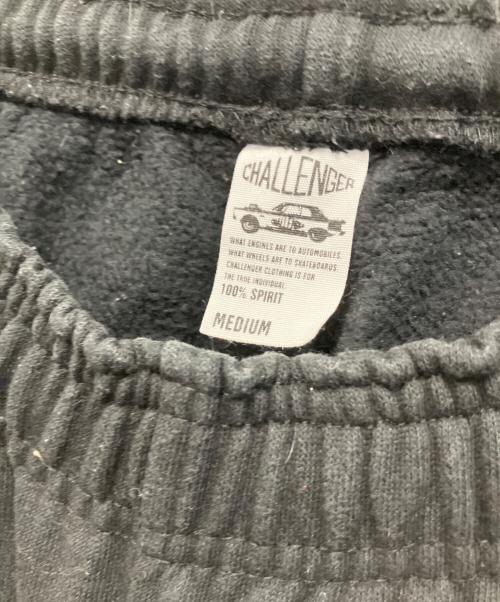 CHALLENGER
WHAT ENGINES ARE TO AUTOMOBILES.
WHAT WHEELS ARE TO SKATEBOARDS.
CHALLENGER CLOTHING IS FOR
THE TRUE INDIVIDUAL.
100% SPIRIT
MEDIUM